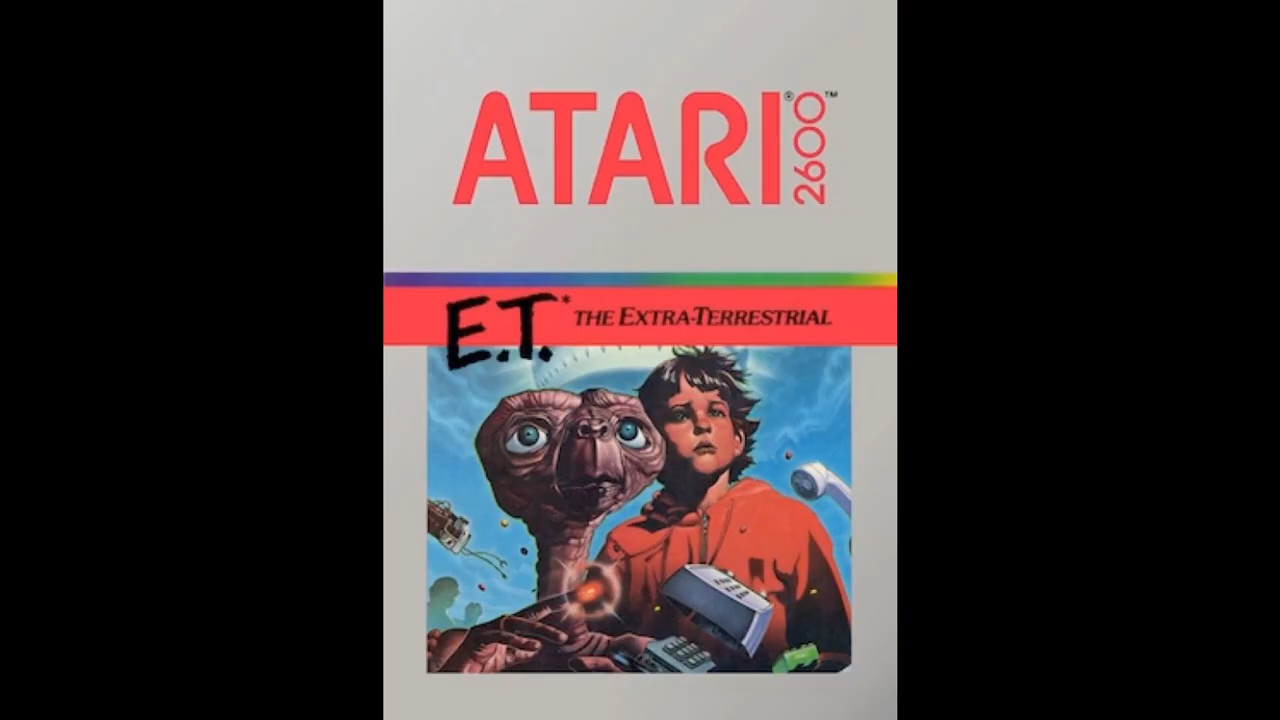 ATARI® 2600™
E.T.* THE EXTRA-TERRESTRIAL